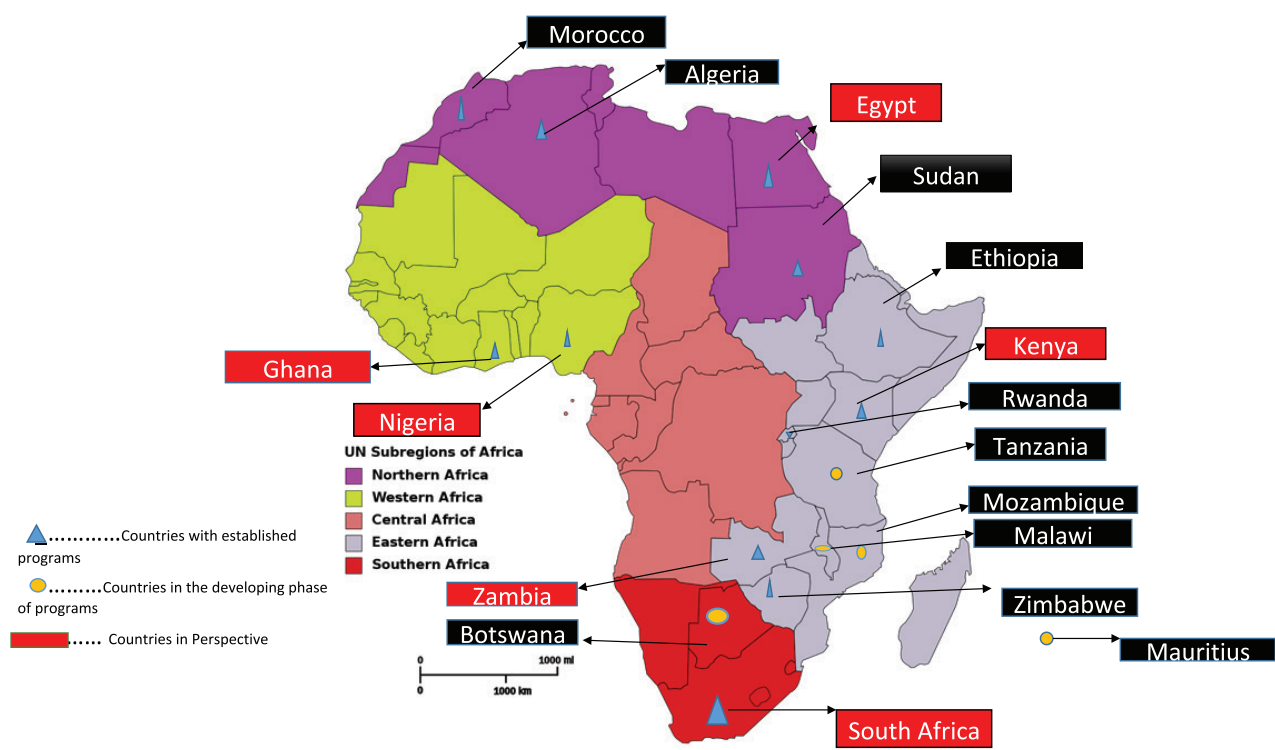 Morocco
Algeria
Egypt
Sudan
Ethiopia
Kenya
Ghana
Rwanda
Nigeria
Tanzania
UN Subregions of Africa
Northern Africa
Western Africa
Central Africa
Eastern Africa
Southern Africa
Mozambique
Malawi
…………Countries with established
programs
………Countries in the developing phase
of programs
…… Countries in Perspective
Zambia
Zimbabwe
Botswana
Mauritius
0 1000 mi
0 1000 km
South Africa